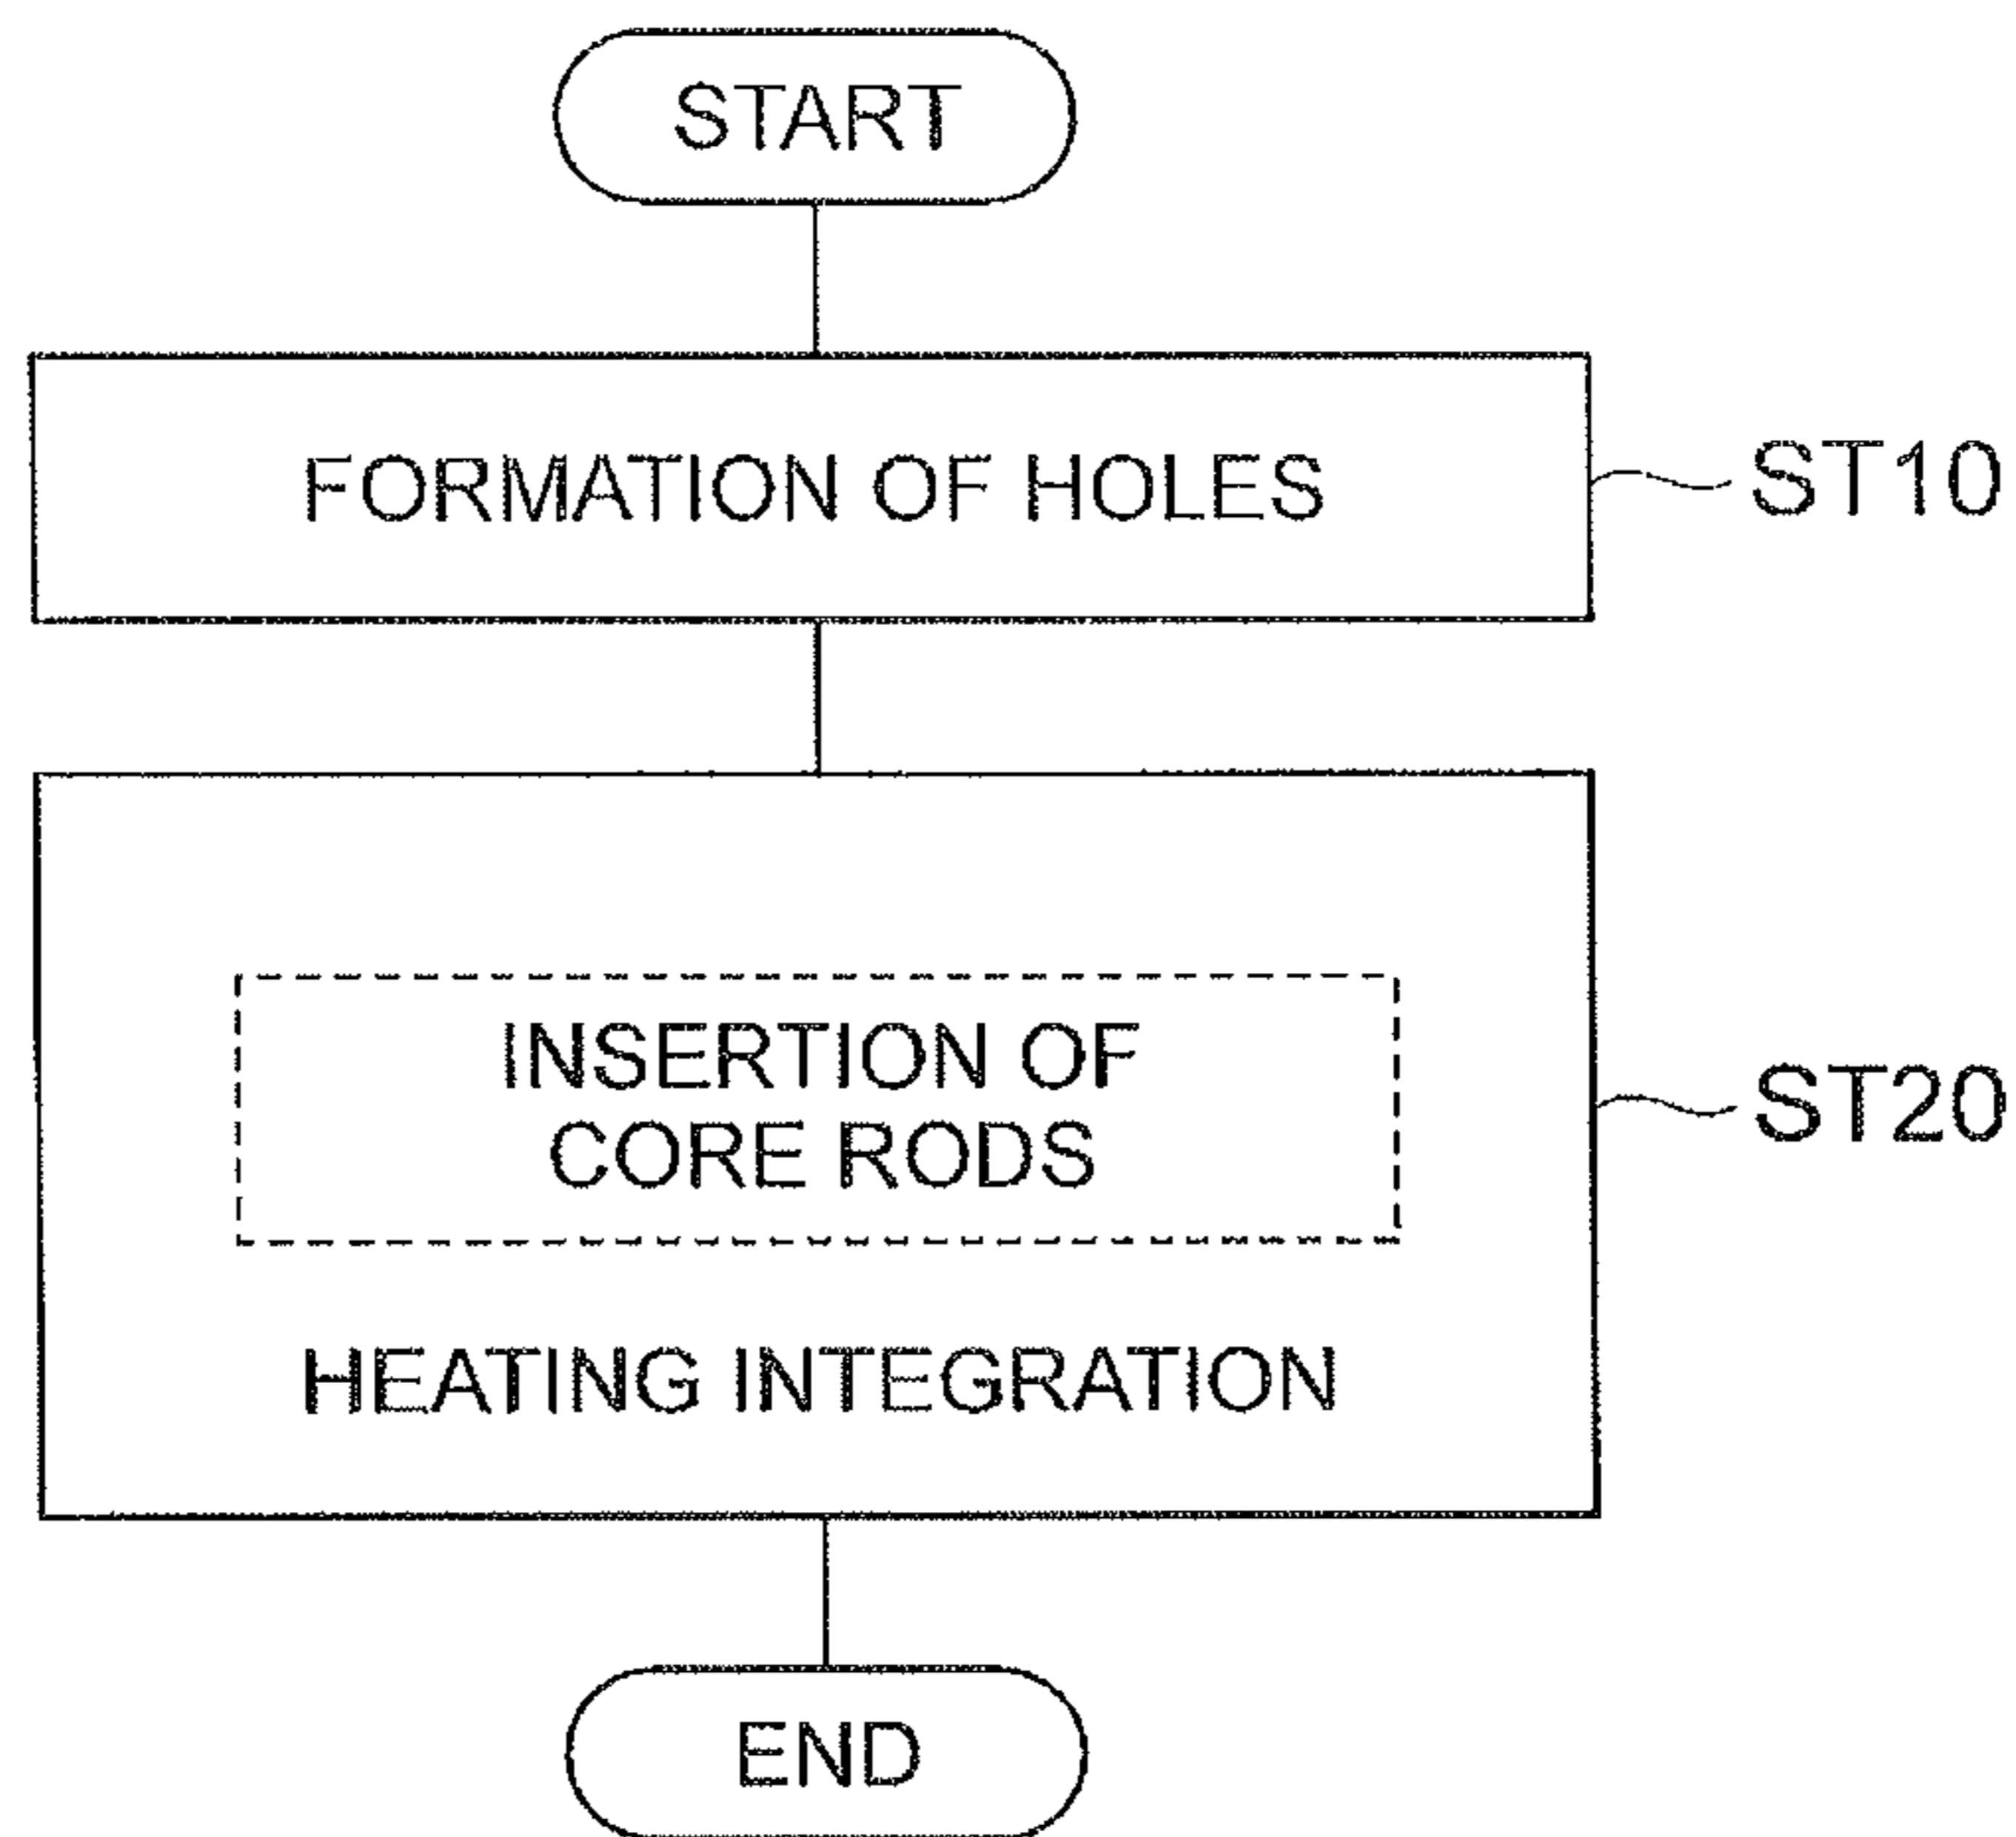 START
FORMATION OF HOLES
ST10
INSERTION OF
CORE RODS
ST20
HEATING INTEGRATION
END